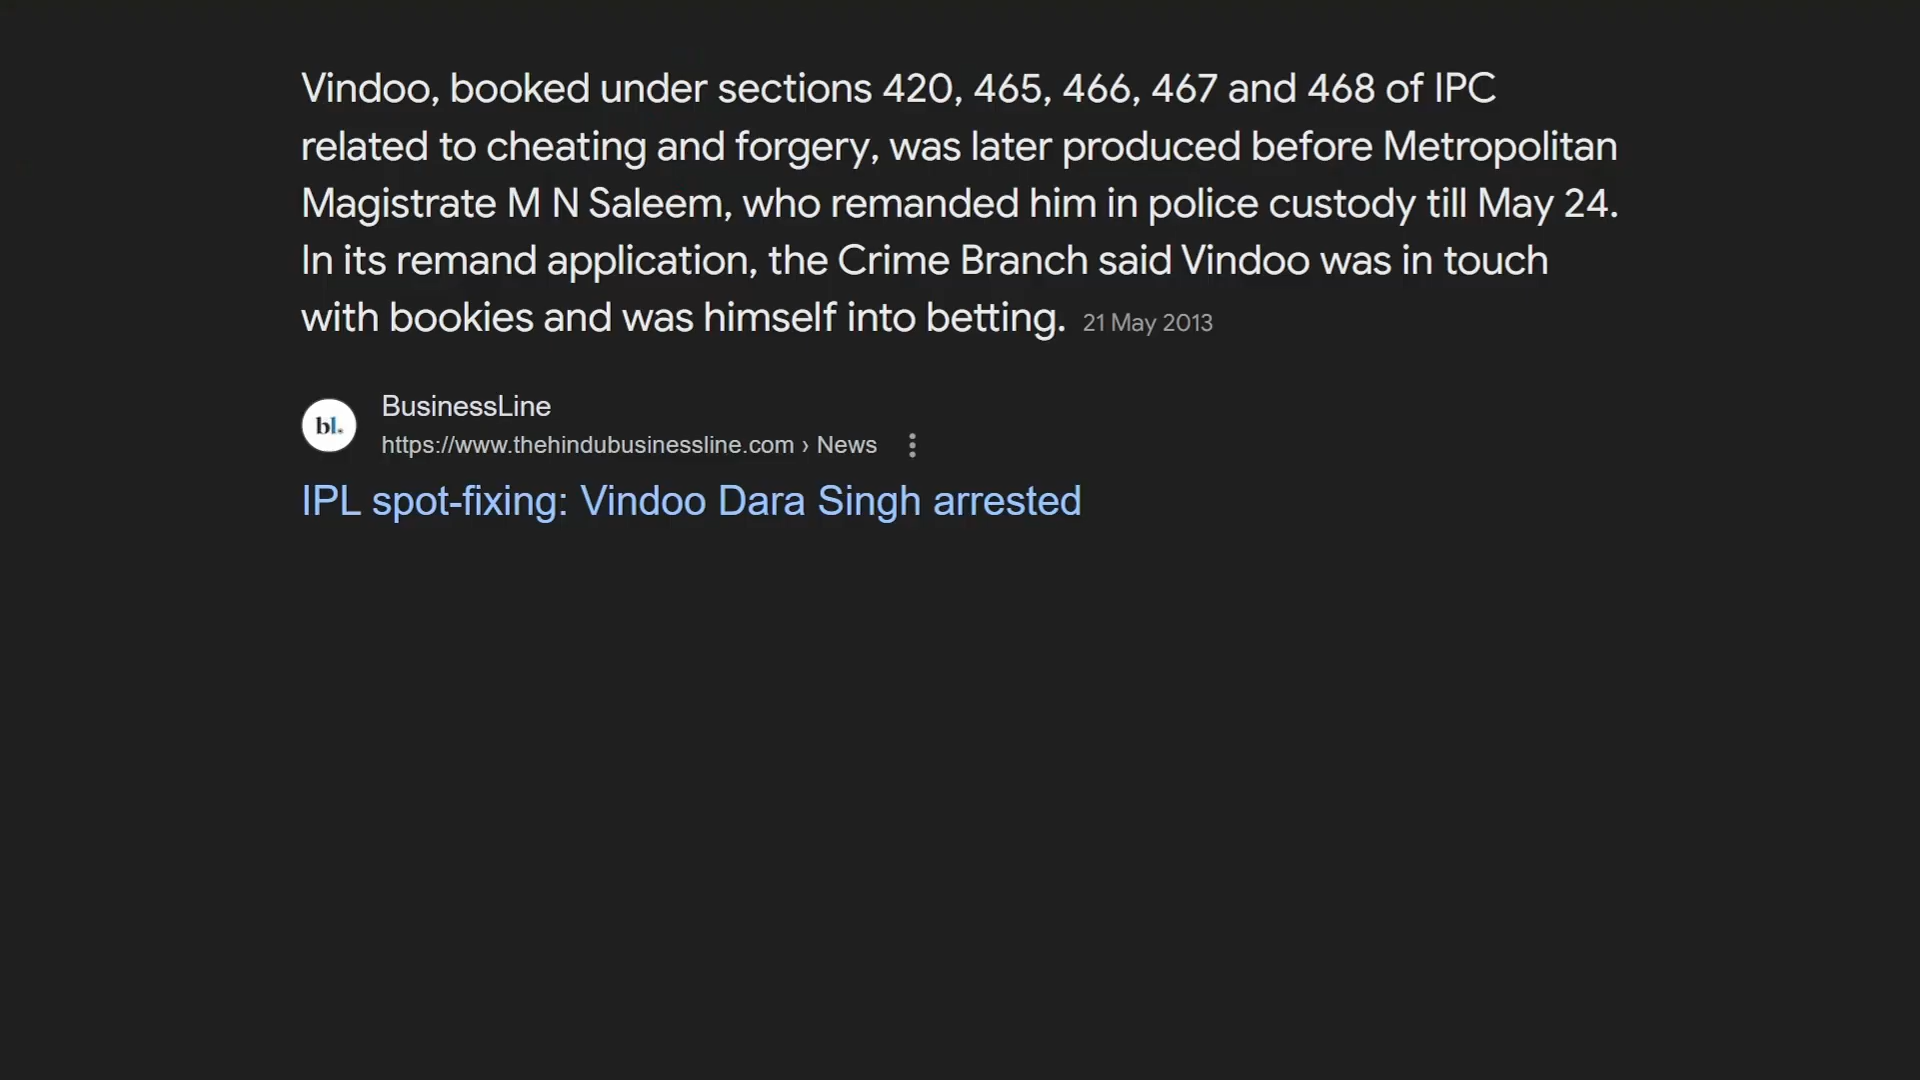 Vindoo, booked under sections 420, 465, 466, 467 and 468 of IPC
related to cheating and forgery, was later produced before Metropolitan
Magistrate M N Saleem, who remanded him in police custody till May 24.
In its remand application, the Crime Branch said Vindoo was in touch
with bookies and was himself into betting. 21 May 2013
bl.
BusinessLine
https://www.thehindubusinessline.com › News
IPL spot-fixing: Vindoo Dara Singh arrested